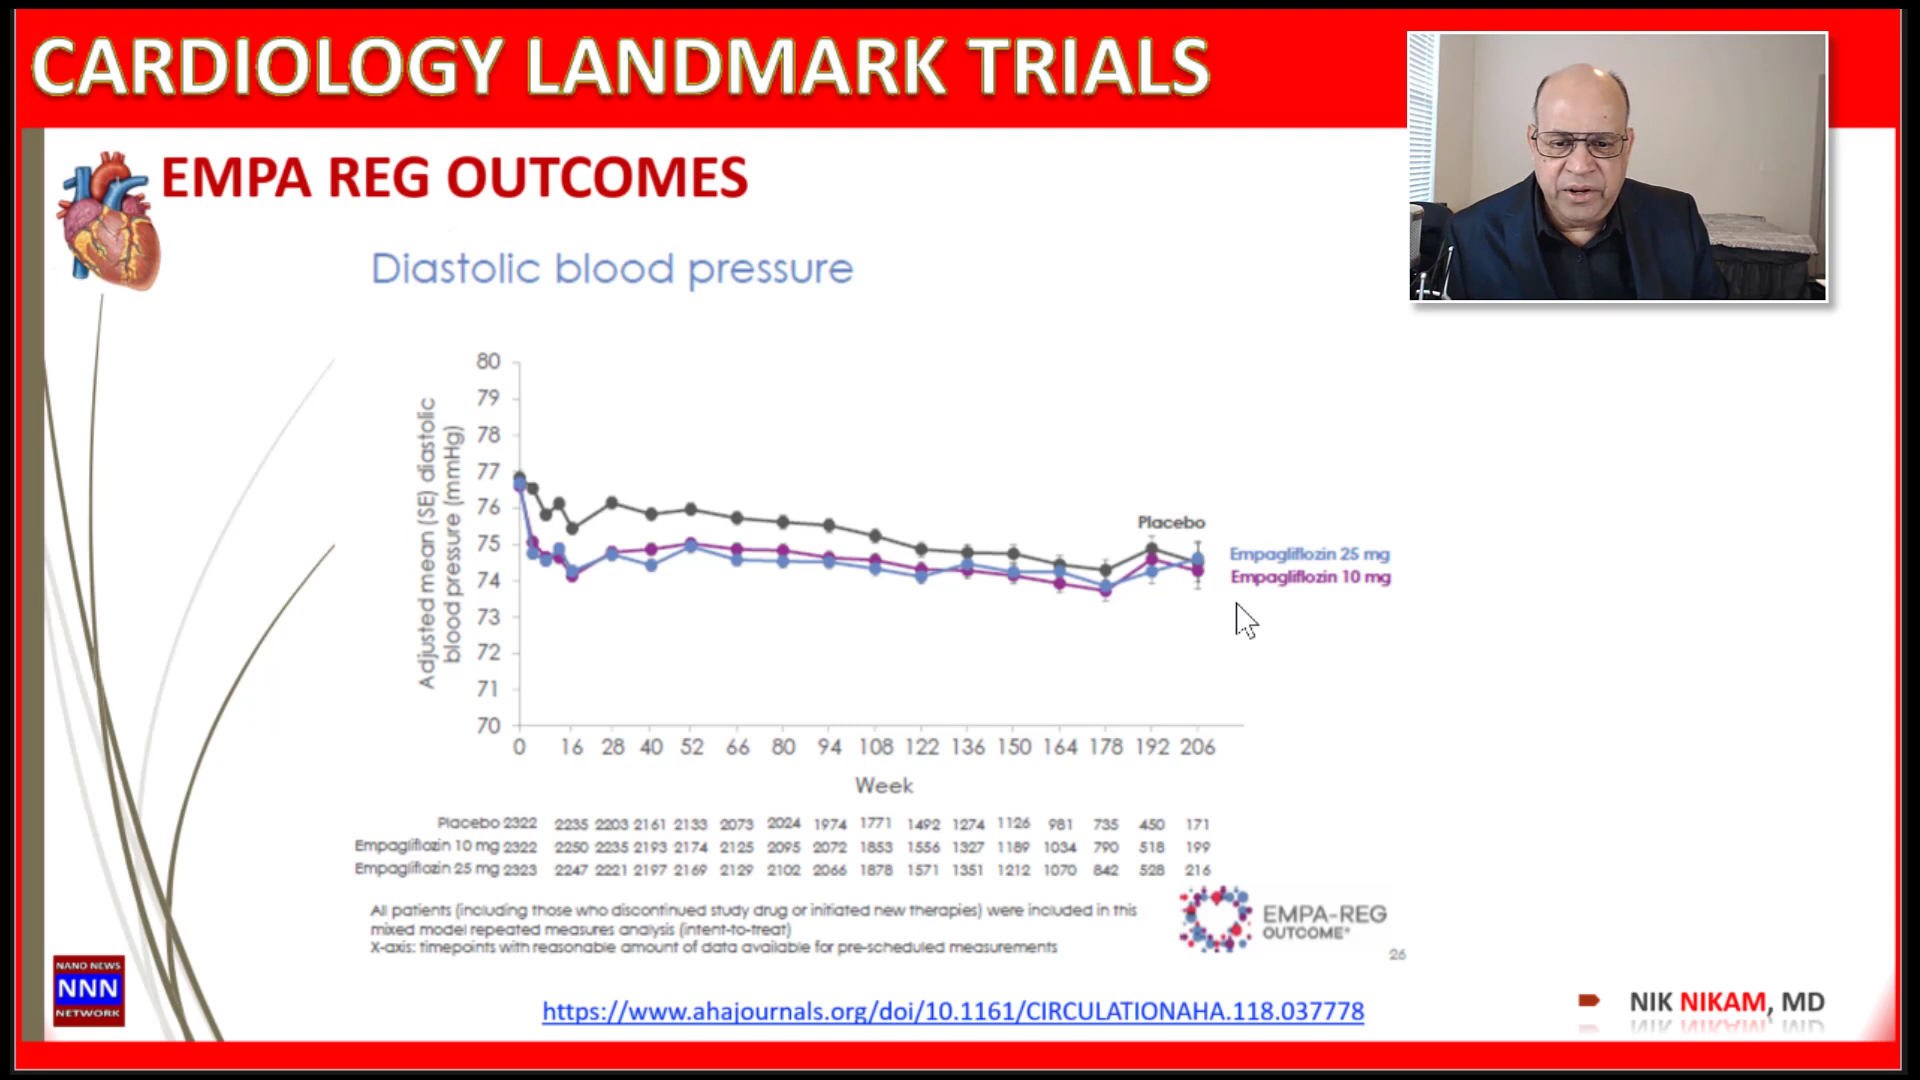 CARDIOLOGY LANDMARK TRIALS
EMPA REG OUTCOMES
Diastolic blood pressure
Adjusted mean (SE) diastolic
blood pressure (mmHg)
80
79
78
77
76
75
74
73
72
71
70
Placebo
Empagliflozin 25 mg
Empagliflozin 10 mg
0 16 28 40 52 66 80 94 108 122 136 150 164 178 192 206
Week
Placebo 2322 2235 2203 2161 2133 2073 2024 1974 1771 1492 1274 1126 981 735 450 171
Empagliflozin 10 mg 2322 2250 2235 2193 2174 2125 2095 2072 1853 1556 1327 1189 1034 790 518 199
Empagliflozin 25 mg 2323 2247 2221 2197 2169 2129 2102 2066 1878 1571 1351 1212 1070 842 528 216
All patients (including those who discontinued study drug or initiated new therapies) were included in this
mixed model repeated measures analysis (intent-to-treat)
X-axis: timepoints with reasonable amount of data available for pre-scheduled measurements
EMPA-REG
OUTCOME®
26
NANO NEWS
NNN
NETWORK
https://www.ahajournals.org/doi/10.1161/CIRCULATIONAHA.118.037778
NIK NIKAM, MD